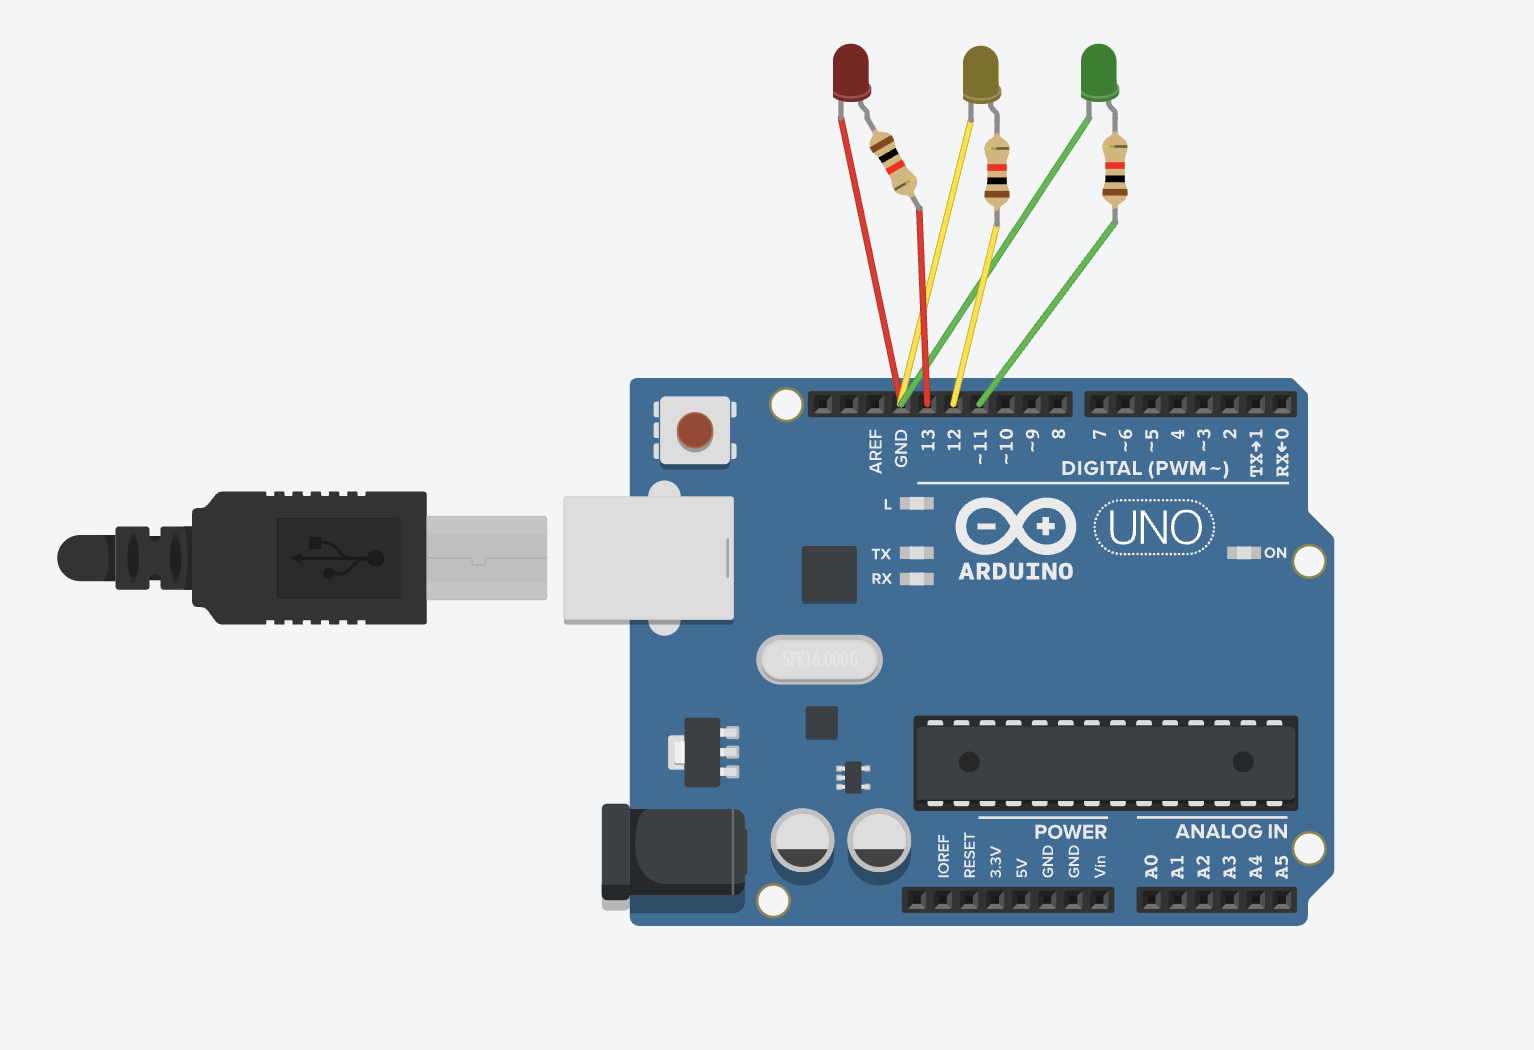 AREF
GND
13
12
~11
~10
~9
8
7
~6
~5
4
~3
2
TX→1
RX←0
DIGITAL (PWM~)
L
TX
RX
UNO
ARDUINO
ON
SPK16.000G
POWER
ANALOG IN
IOREF
RESET
3.3V
5V
GND
GND
Vin
A0
A1
A2
A3
A4
A5